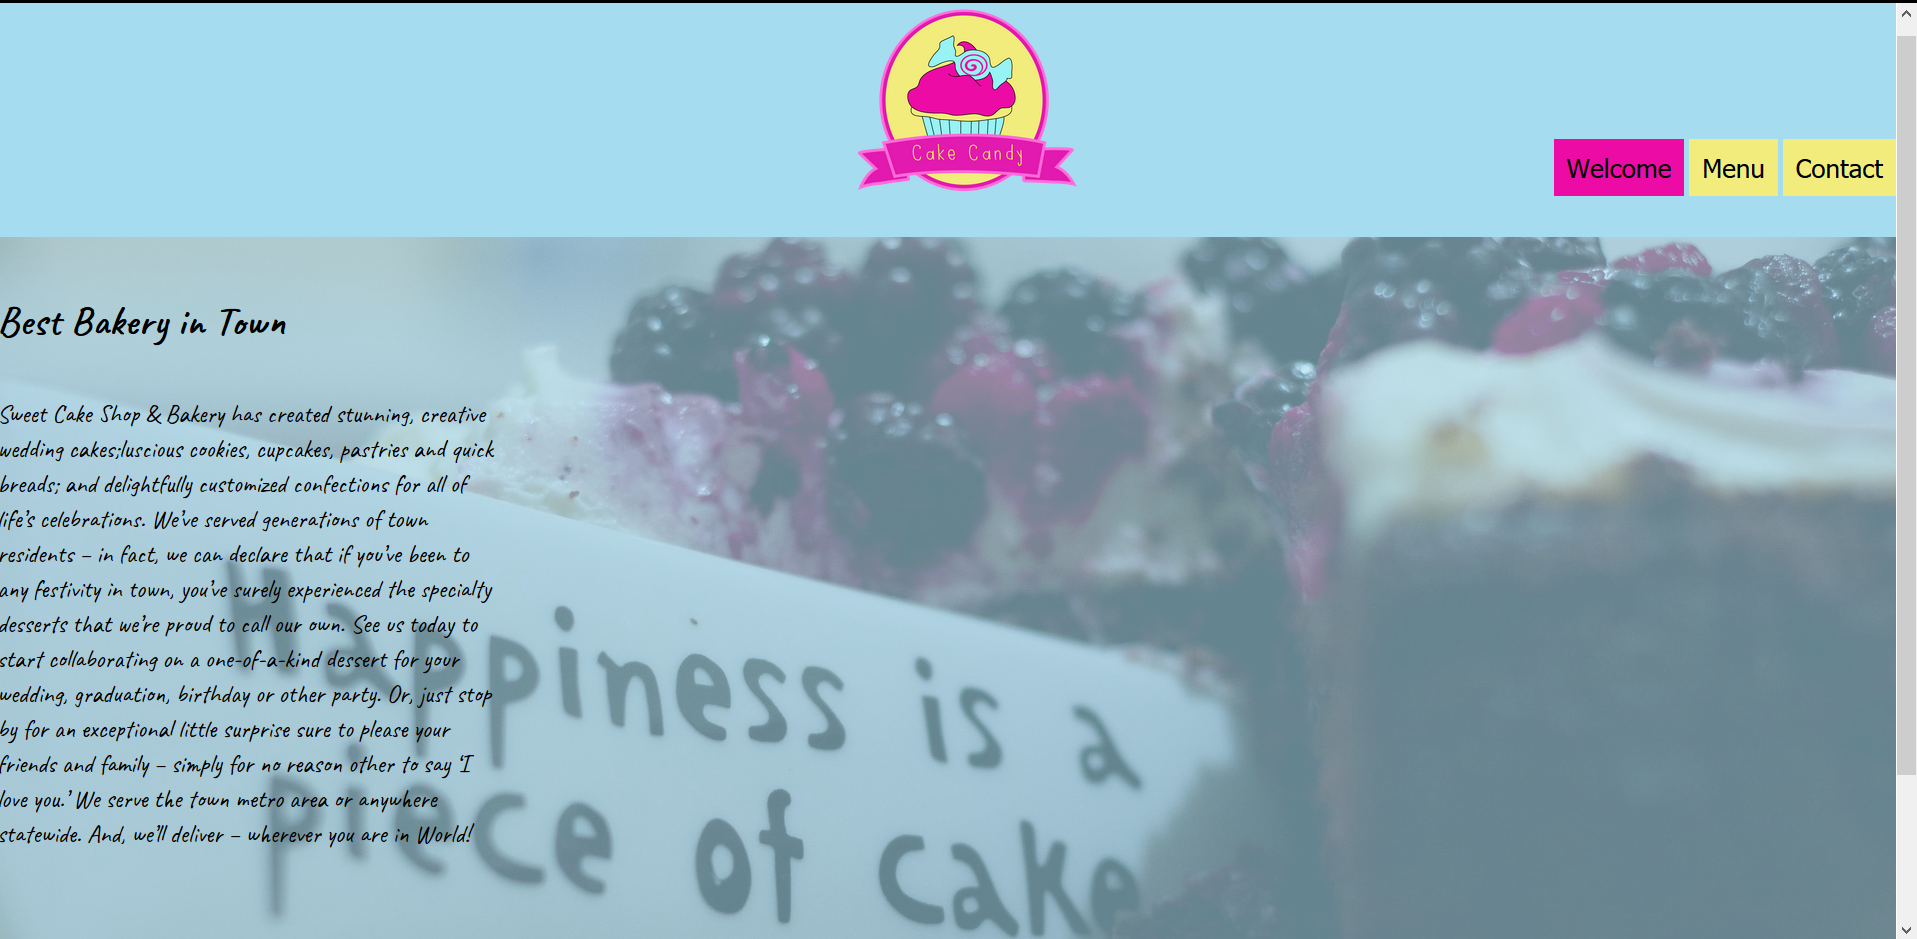 Cake Candy
Welcome
Menu
Contact
Best Bakery in Town
Sweet Cake Shop & Bakery has created stunning, creative
wedding cakes;luscious cookies, cupcakes, pastries and quick
breads; and delightfully customized confections for all of
life's celebrations. We've served generations of town
residents – in fact, we can declare that if you've been to
any festivity in town, you've surely experienced the specialty
desserts that we're proud to call our own. See us today to
start collaborating on a one-of-a-kind dessert for your
wedding, graduation, birthday or other party. Or, just stop
by for an exceptional little surprise sure to please your
friends and family – simply for no reason other to say ‘I
love you.’ We serve the town metro area or anywhere
statewide. And, we'll deliver – wherever you are in World!
Happiness is a
piece of cake